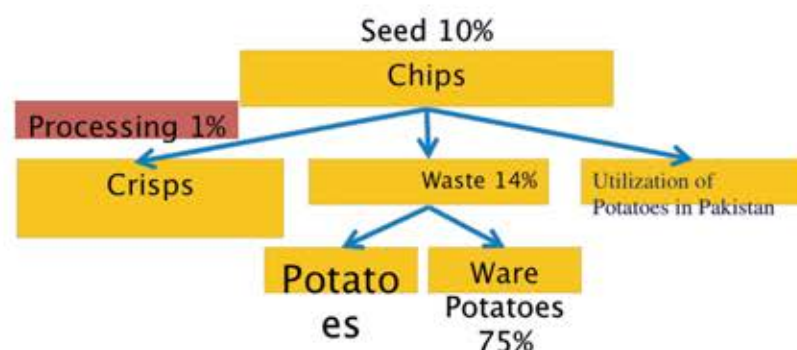 Seed 10%
Chips
Processing 1%
Crisps
Waste 14%
Utilization of
Potatoes in Pakistan
Potato
es
Ware
Potatoes
75%